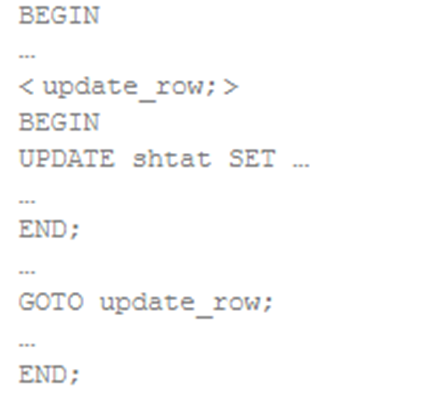 BEGIN
…
< update_row; >
BEGIN
UPDATE shtat SET …
…
END;
…
GOTO update_row;
…
END;